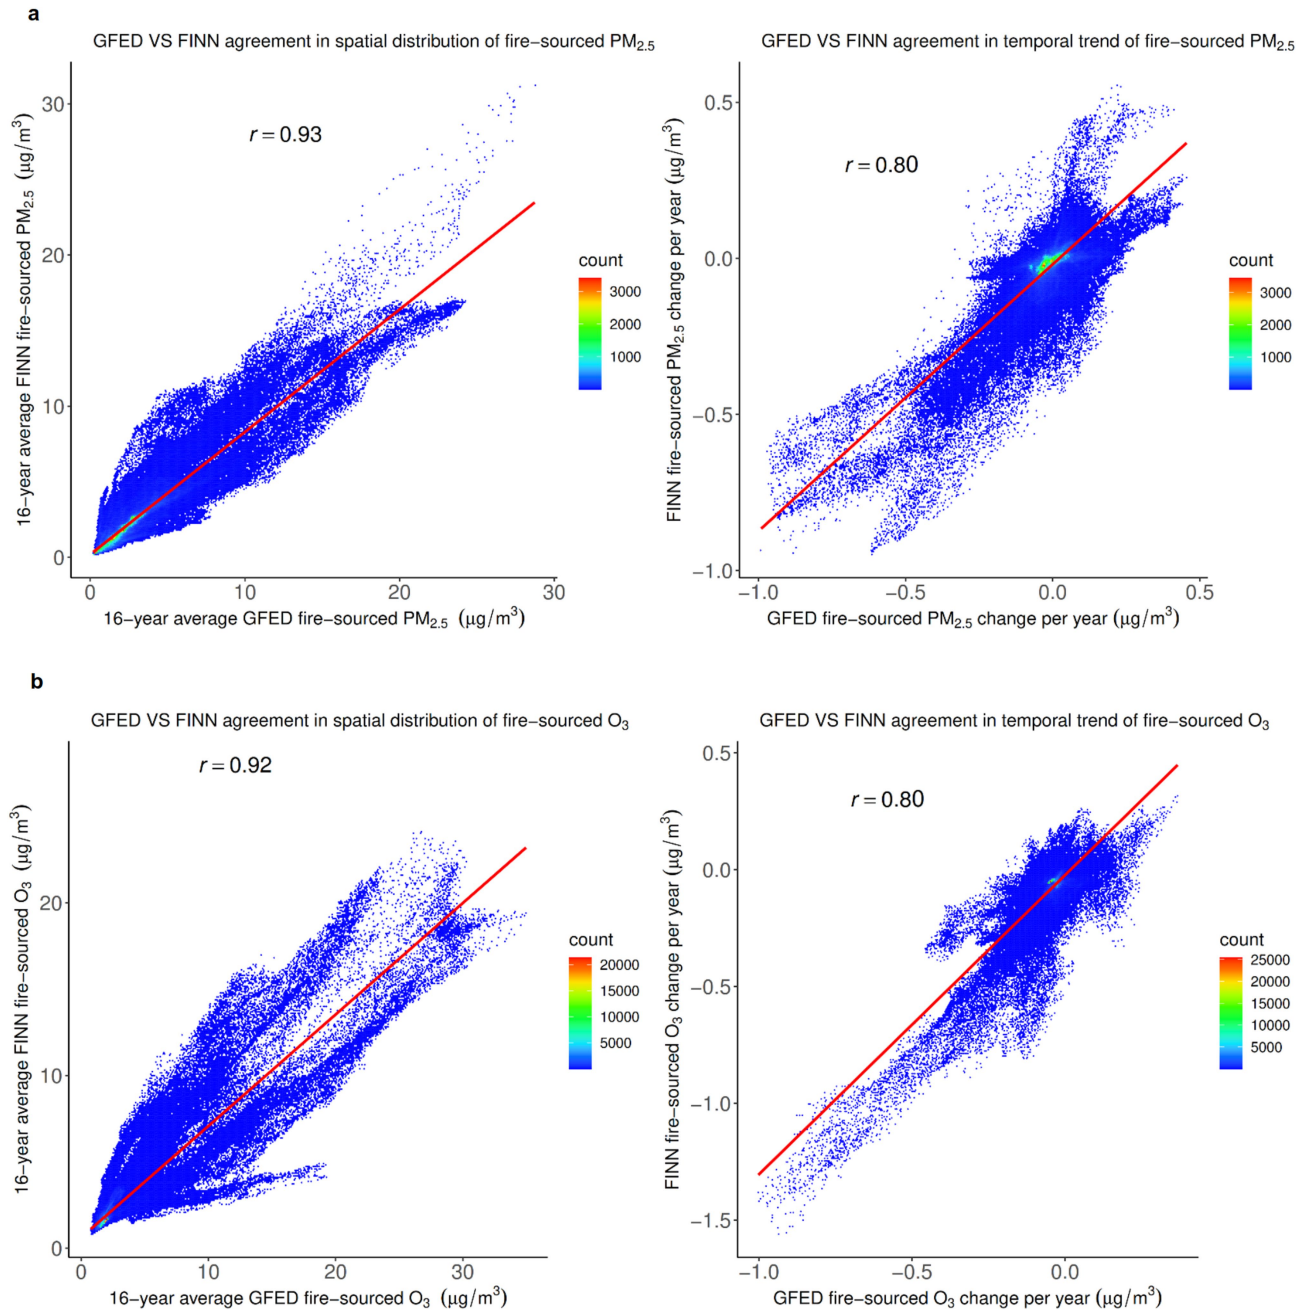 a
GFED VS FINN agreement in spatial distribution of fire−sourced PM2.5
r = 0.93
16−year average FINN fire−sourced PM2.5 (μg/m³)
30
20
10
0
0
10
20
30
16−year average GFED fire−sourced PM2.5 (μg/m³)
count
3000
2000
1000
GFED VS FINN agreement in temporal trend of fire−sourced PM2.5
r = 0.80
FINN fire−sourced PM2.5 change per year (μg/m³)
0.5
0.0
−0.5
−1.0
−1.0
−0.5
0.0
0.5
GFED fire−sourced PM2.5 change per year (μg/m³)
count
3000
2000
1000
b
GFED VS FINN agreement in spatial distribution of fire−sourced O3
r = 0.92
16−year average FINN fire−sourced O3 (μg/m³)
20
10
0
0
10
20
30
16−year average GFED fire−sourced O3 (μg/m³)
count
20000
15000
10000
5000
GFED VS FINN agreement in temporal trend of fire−sourced O3
r = 0.80
FINN fire−sourced O3 change per year (μg/m³)
0.5
0.0
−0.5
−1.0
−1.5
−1.0
−0.5
0.0
GFED fire−sourced O3 change per year (μg/m³)
count
25000
20000
15000
10000
5000